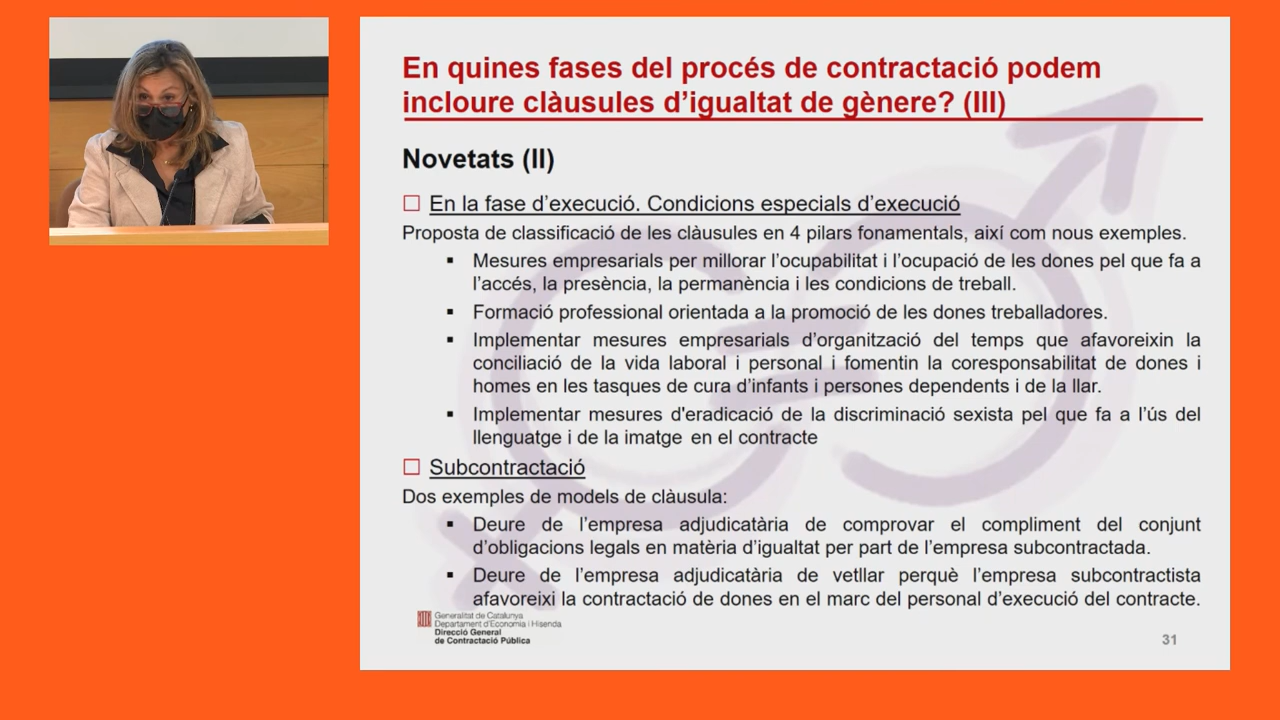 En quines fases del procés de contractació podem
incloure clàusules d’igualtat de gènere? (III)
Novetats (II)
En la fase d’execució. Condicions especials d’execució
Proposta de classificació de les clàusules en 4 pilars fonamentals, així com nous exemples.
Mesures empresarials per millorar l’ocupabilitat i l’ocupació de les dones pel que fa a
l’accés, la presència, la permanència i les condicions de treball.
Formació professional orientada a la promoció de les dones treballadores.
Implementar mesures empresarials d’organització del temps que afavoreixin la
conciliació de la vida laboral i personal i fomentin la coresponsabilitat de dones i
homes en les tasques de cura d’infants i persones dependents i de la llar.
Implementar mesures d'eradicació de la discriminació sexista pel que fa a l’ús del
llenguatge i de la imatge en el contracte
Subcontractació
Dos exemples de models de clàusula:
Deure de l’empresa adjudicatària de comprovar el compliment del conjunt
d’obligacions legals en matèria d’igualtat per part de l’empresa subcontractada.
Deure de l’empresa adjudicatària de vetllar perquè l’empresa subcontractista
afavoreixi la contractació de dones en el marc del personal d’execució del contracte.
Generalitat de Catalunya
Departament d’Economia i Hisenda
Direcció General
de Contractació Pública
31